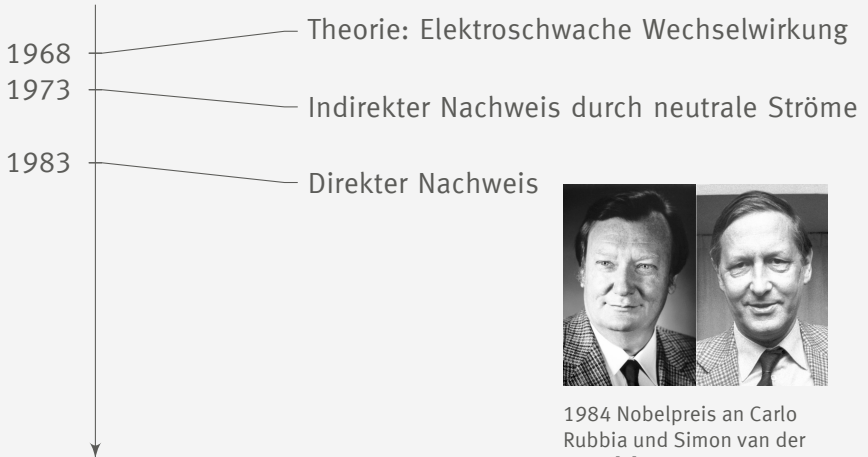 1968
Theorie: Elektroschwache Wechselwirkung
1973
Indirekter Nachweis durch neutrale Ströme
1983
Direkter Nachweis
1984 Nobelpreis an Carlo
Rubbia und Simon van der